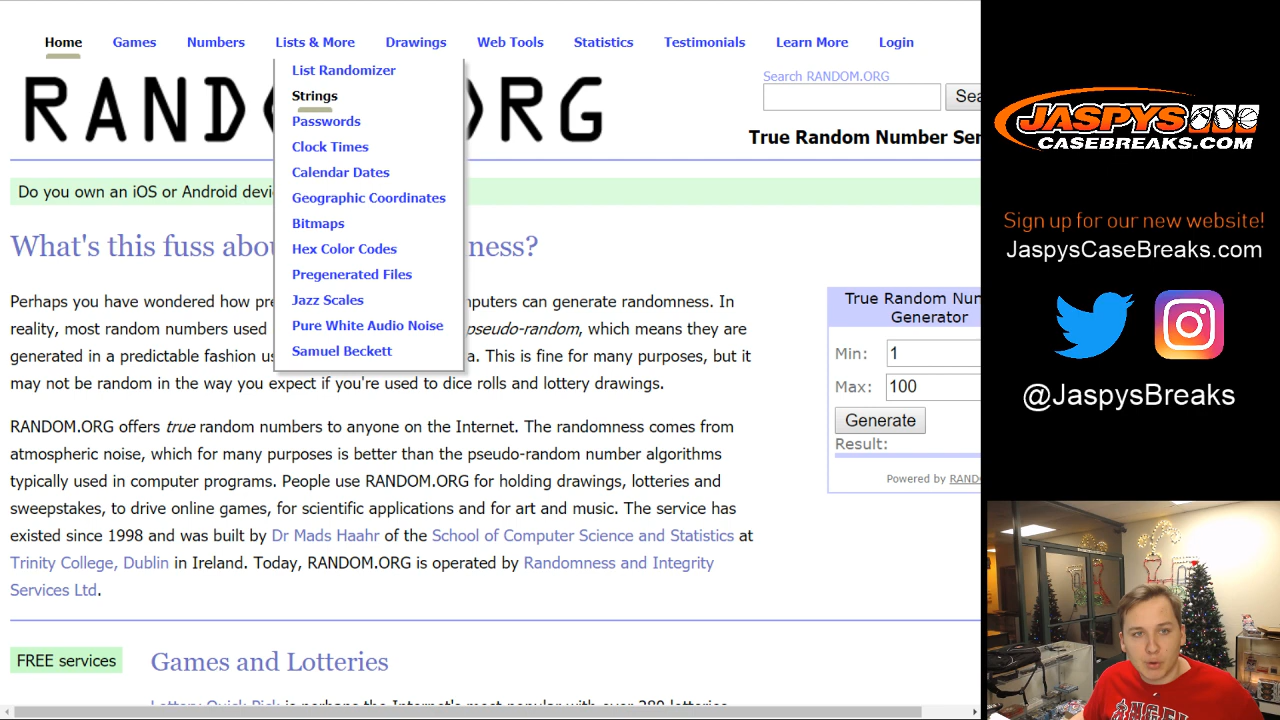 Home Games Numbers Lists & More Drawings Web Tools Statistics Testimonials Learn More Login
List Randomizer
Strings
Passwords
Clock Times
Calendar Dates
Geographic Coordinates
Bitmaps
Hex Color Codes
Pregenerated Files
Jazz Scales
Pure White Audio Noise
Samuel Beckett
RAND RG
Search RANDOM.ORG
Sea
True Random Number Ser
Do you own an iOS or Android devi
What's this fuss abou ness?
Perhaps you have wondered how pre mputers can generate randomness. In
reality, most random numbers used pseudo-random, which means they are
generated in a predictable fashion us a. This is fine for many purposes, but it
may not be random in the way you expect if you're used to dice rolls and lottery drawings.
RANDOM.ORG offers true random numbers to anyone on the Internet. The randomness comes from
atmospheric noise, which for many purposes is better than the pseudo-random number algorithms
typically used in computer programs. People use RANDOM.ORG for holding drawings, lotteries and
sweepstakes, to drive online games, for scientific applications and for art and music. The service has
existed since 1998 and was built by Dr Mads Haahr of the School of Computer Science and Statistics at
Trinity College, Dublin in Ireland. Today, RANDOM.ORG is operated by Randomness and Integrity
Services Ltd.
True Random Num
Generator
Min: 1
Max: 100
Generate
Result:
Powered by RAND
FREE services
Games and Lotteries
JASPYS
CASEBREAKS.COM
Sign up for our new website!
JaspysCaseBreaks.com
@JaspysBreaks
ANGEL